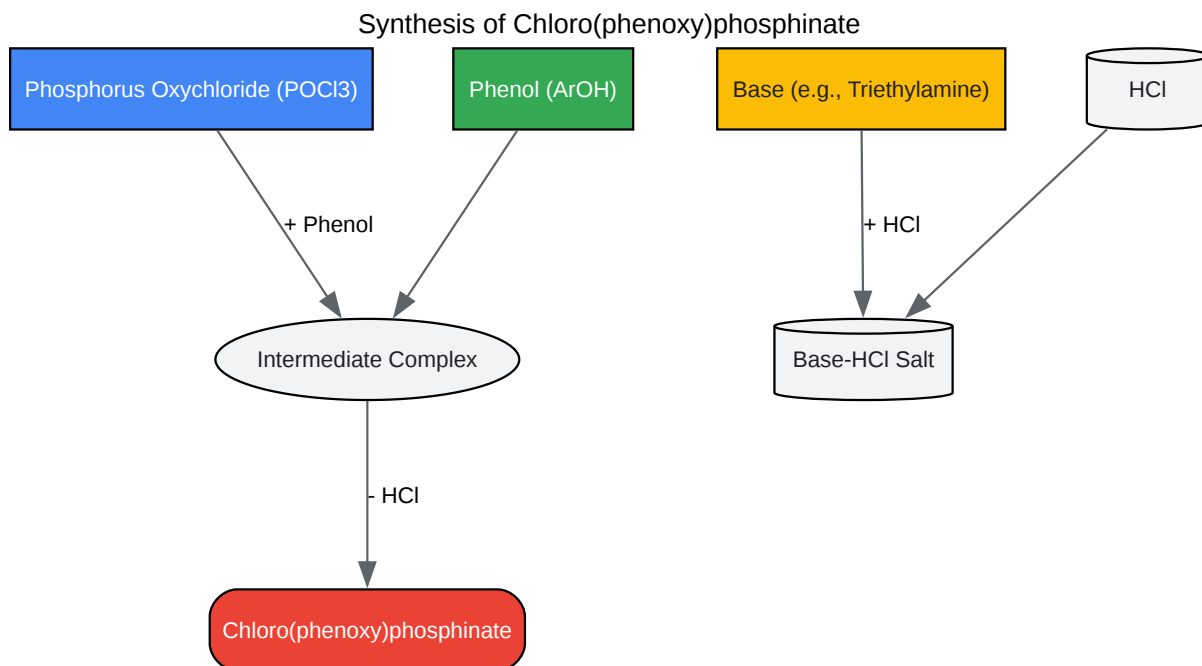 Synthesis of Chloro(phenoxy)phosphinate
Phosphorus Oxychloride (POCl3)
Phenol (ArOH)
Base (e.g., Triethylamine)
HCl
+ Phenol
+ HCl
Intermediate Complex
Base-HCl Salt
- HCl
Chloro(phenoxy)phosphinate